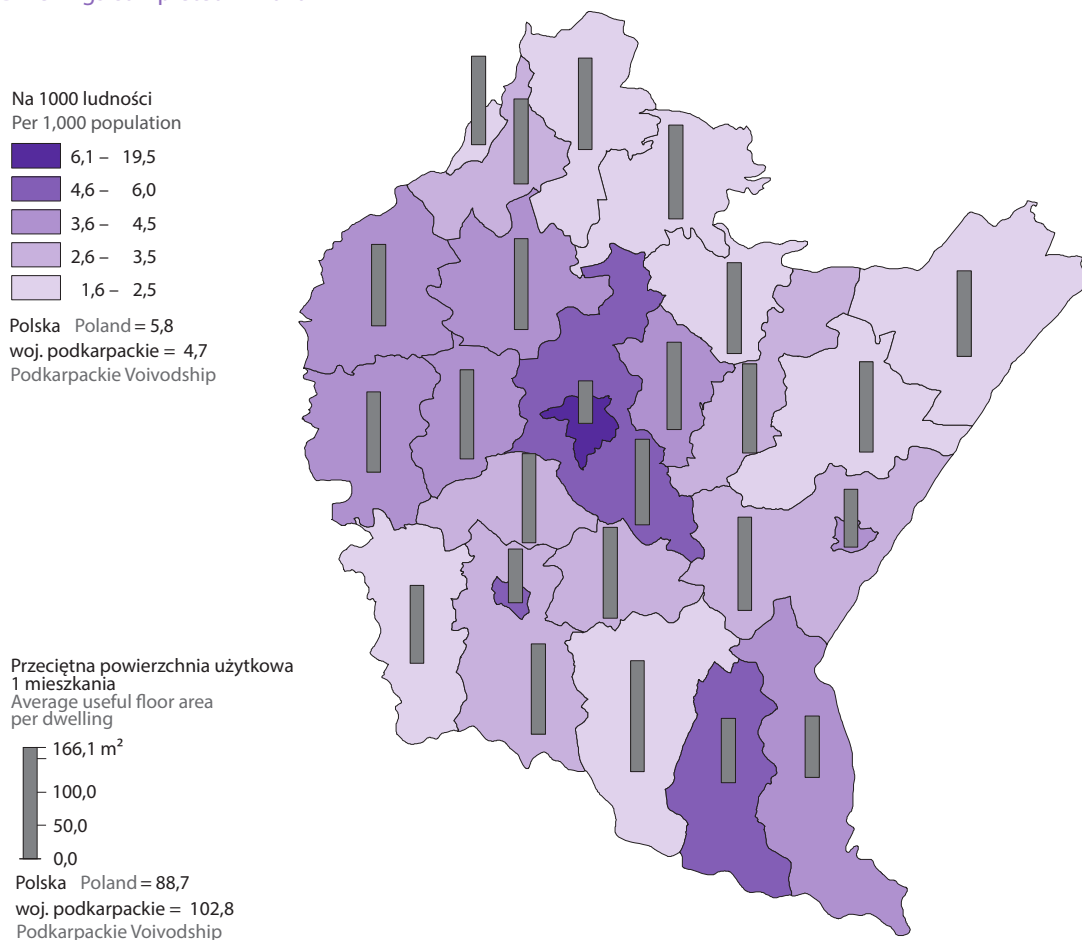 Na 1000 ludności
Per 1,000 population
6,1 – 19,5
4,6 – 6,0
3,6 – 4,5
2,6 – 3,5
1,6 – 2,5
Polska Poland = 5,8
woj. podkarpackie = 4,7
Podkarpackie Voivodship
Przeciętna powierzchnia użytkowa
1 mieszkania
Average useful floor area
per dwelling
166,1 m²
100,0
50,0
0,0
Polska Poland = 88,7
woj. podkarpackie = 102,8
Podkarpackie Voivodship